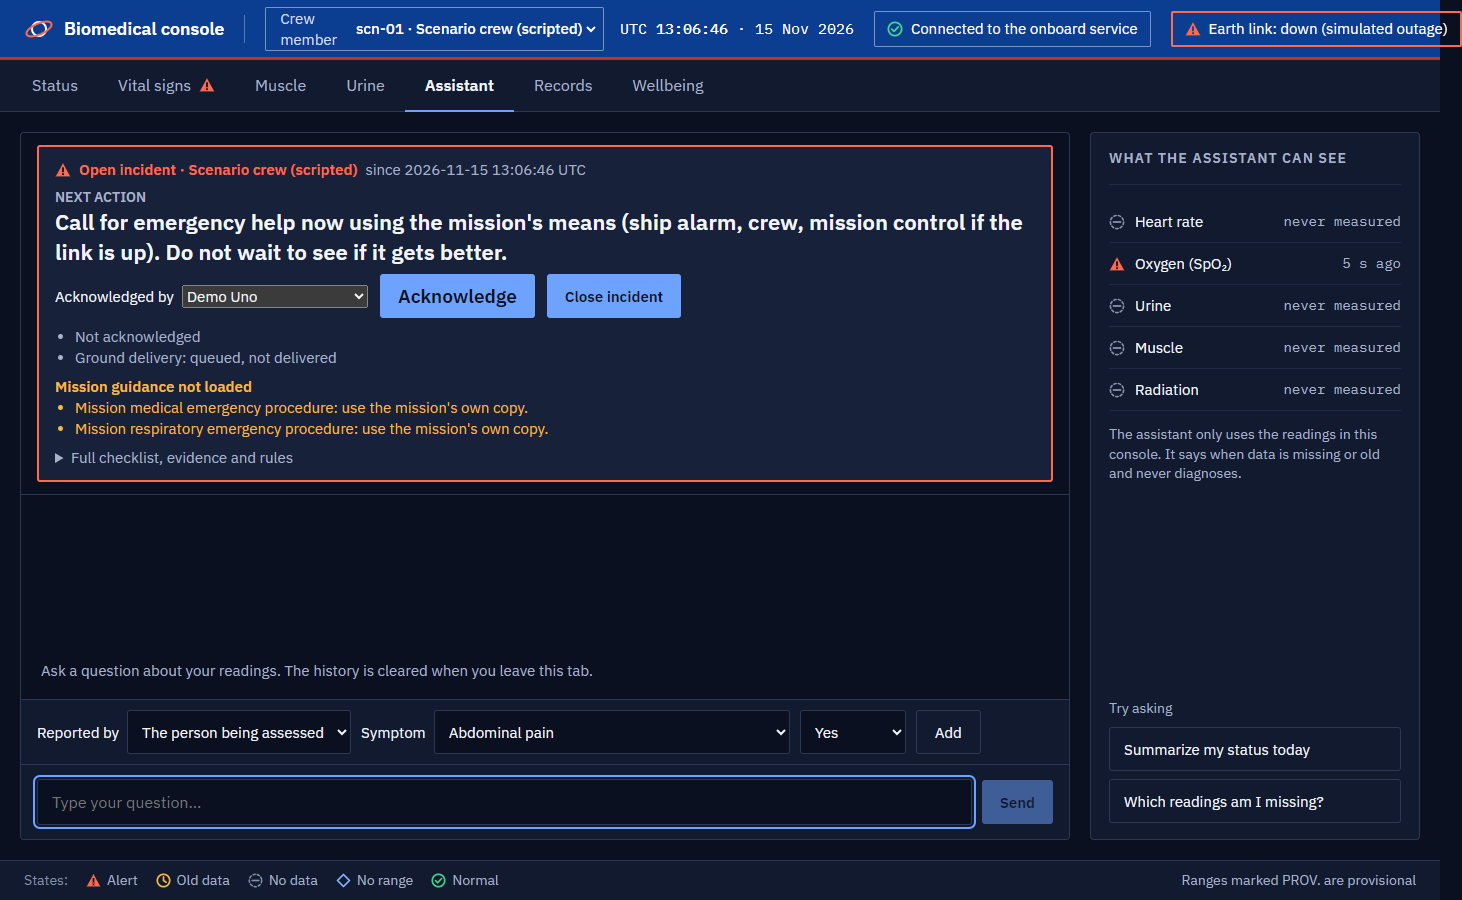 Biomedical console
Crew member
scn-01 · Scenario crew (scripted)
UTC 13:06:46 · 15 Nov 2026
Connected to the onboard service
Earth link: down (simulated outage)
Status
Vital signs
Muscle
Urine
Assistant
Records
Wellbeing
Open incident · Scenario crew (scripted) since 2026-11-15 13:06:46 UTC
NEXT ACTION
Call for emergency help now using the mission's means (ship alarm, crew, mission control if the
link is up). Do not wait to see if it gets better.
Acknowledged by
Demo Uno
Acknowledge
Close incident
• Not acknowledged
• Ground delivery: queued, not delivered
Mission guidance not loaded
• Mission medical emergency procedure: use the mission's own copy.
• Mission respiratory emergency procedure: use the mission's own copy.
Full checklist, evidence and rules
Ask a question about your readings. The history is cleared when you leave this tab.
Reported by
The person being assessed
Symptom
Abdominal pain
Yes
Add
Type your question...
Send
WHAT THE ASSISTANT CAN SEE
Heart rate never measured
Oxygen (SpO₂) 5 s ago
Urine never measured
Muscle never measured
Radiation never measured
The assistant only uses the readings in this
console. It says when data is missing or old
and never diagnoses.
Try asking
Summarize my status today
Which readings am I missing?
States:
Alert
Old data
No data
No range
Normal
Ranges marked PROV. are provisional